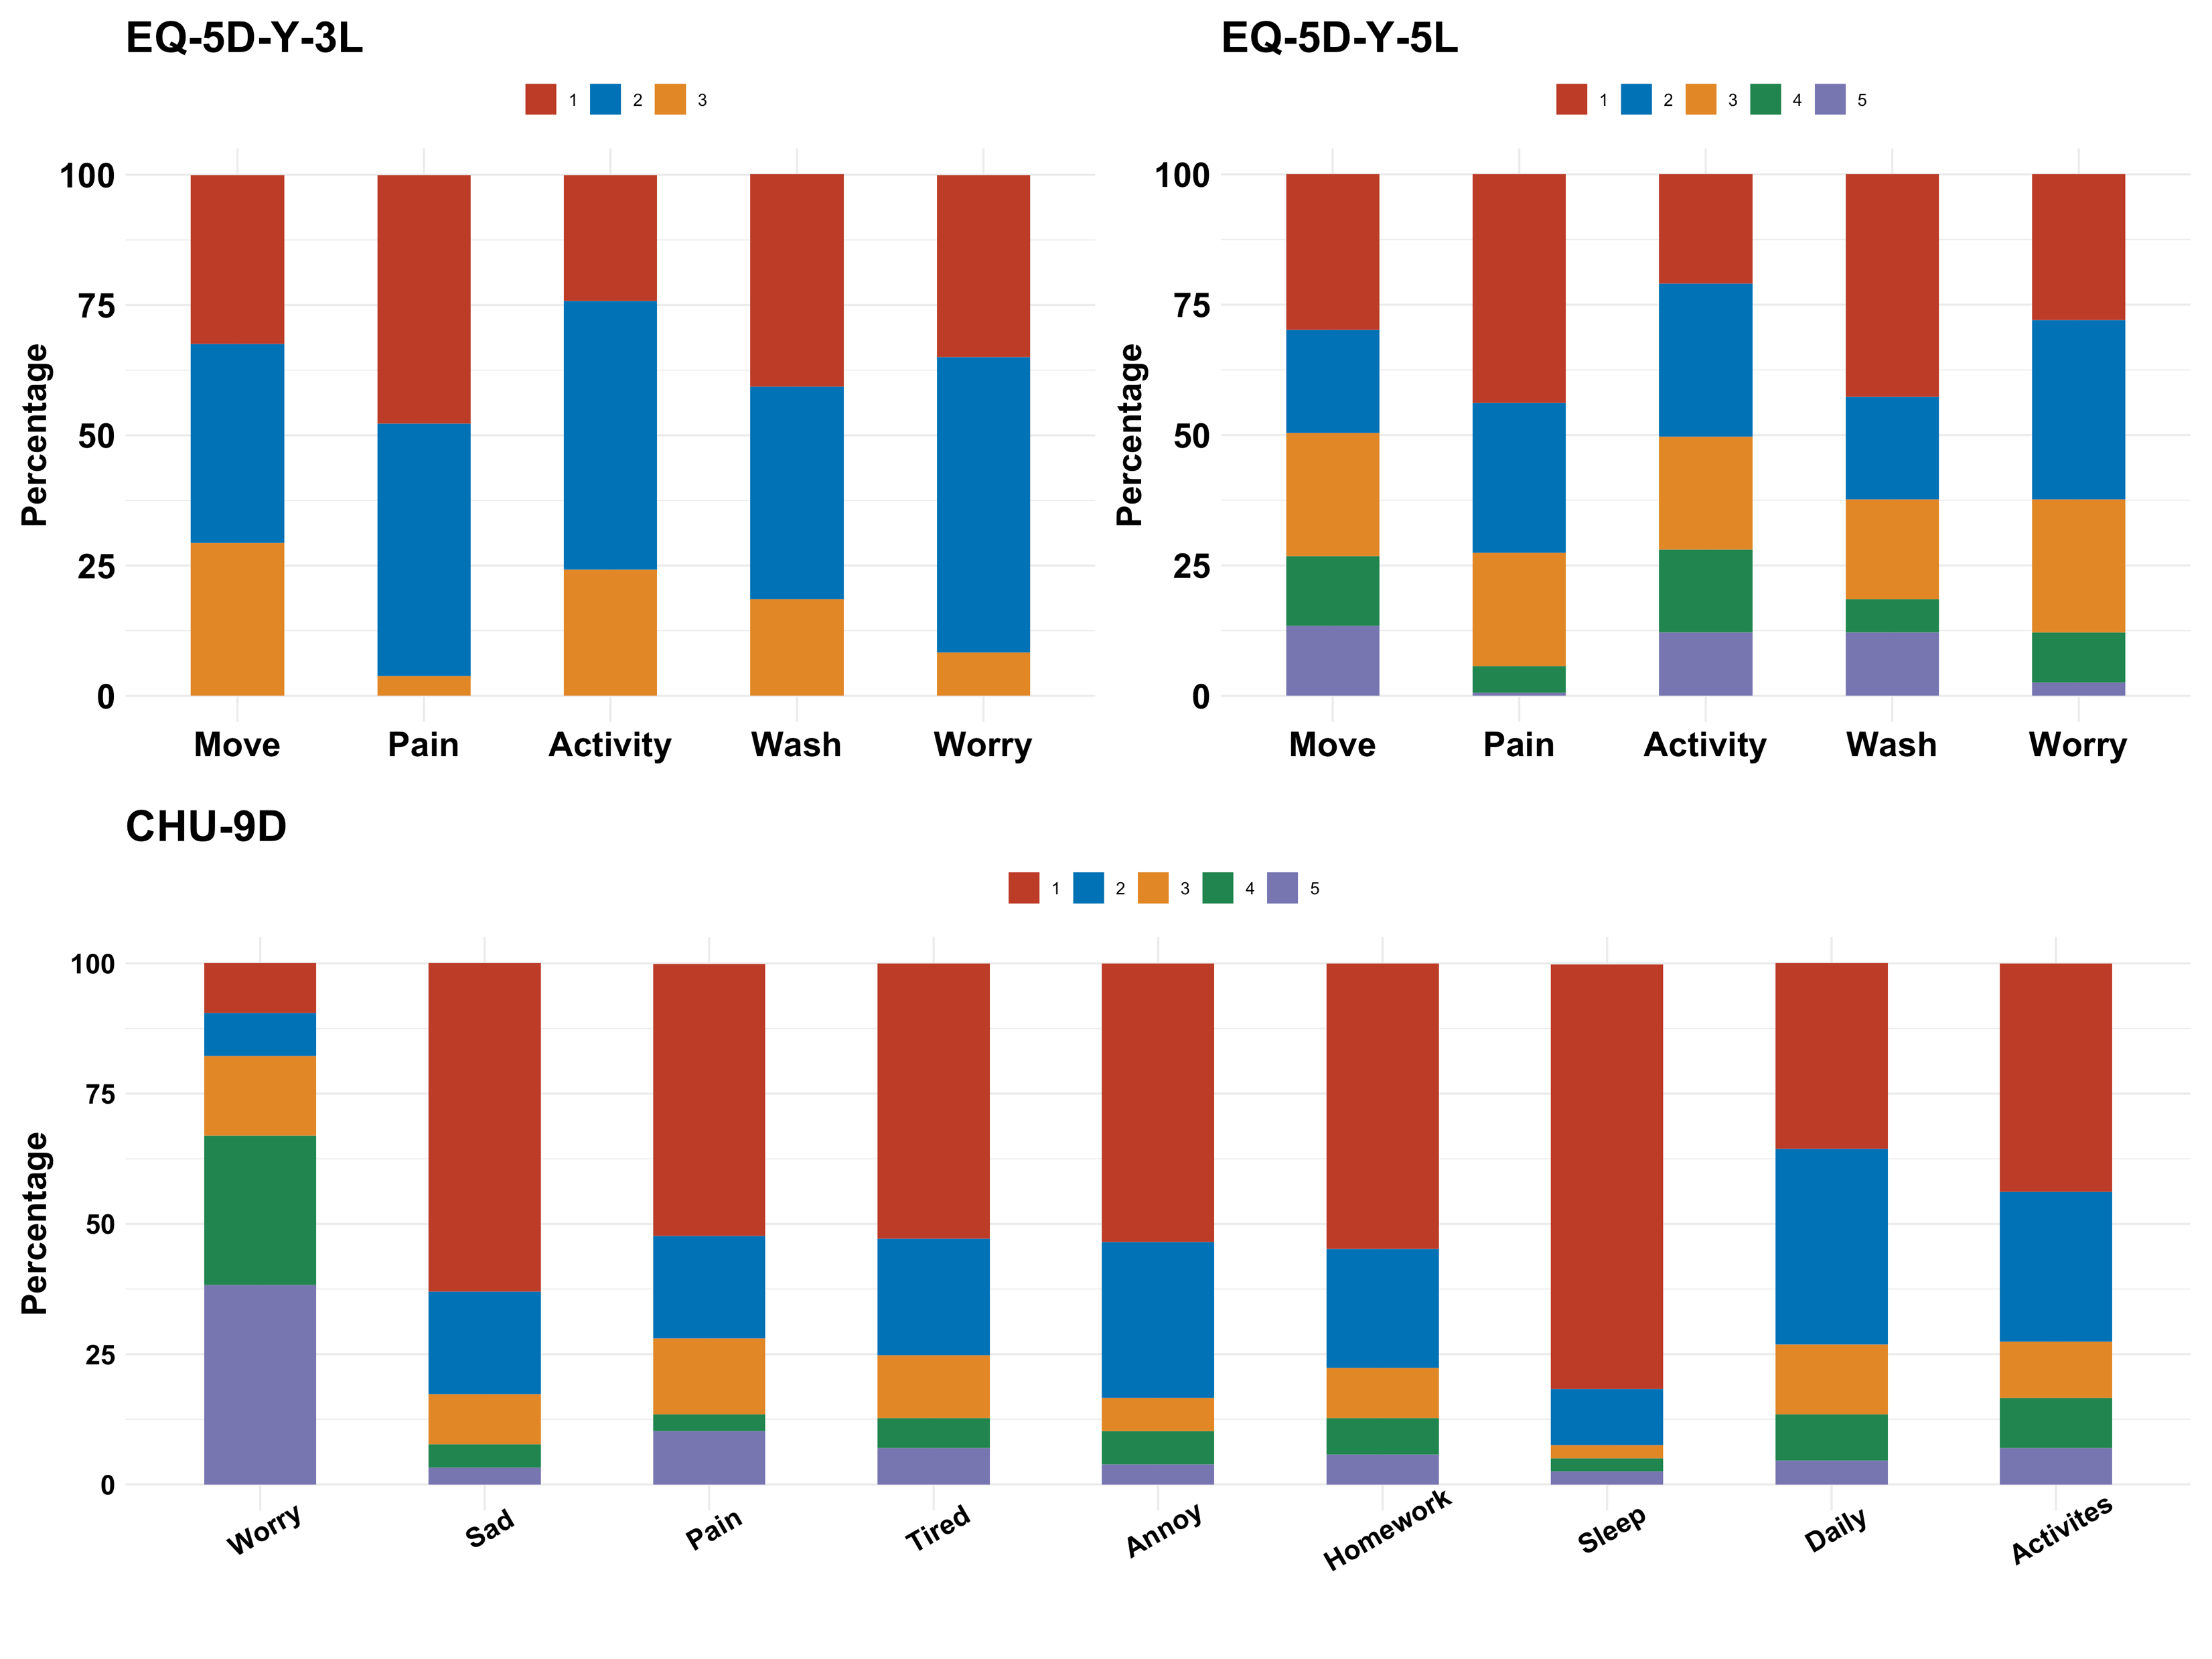 EQ-5D-Y-3L
1 2 3
Percentage
100
75
50
25
0
Move Pain Activity Wash Worry
EQ-5D-Y-5L
1 2 3 4 5
Percentage
100
75
50
25
0
Move Pain Activity Wash Worry
CHU-9D
1 2 3 4 5
Percentage
100
75
50
25
0
Worry Sad Pain Tired Annoy Homework Sleep Daily Activites